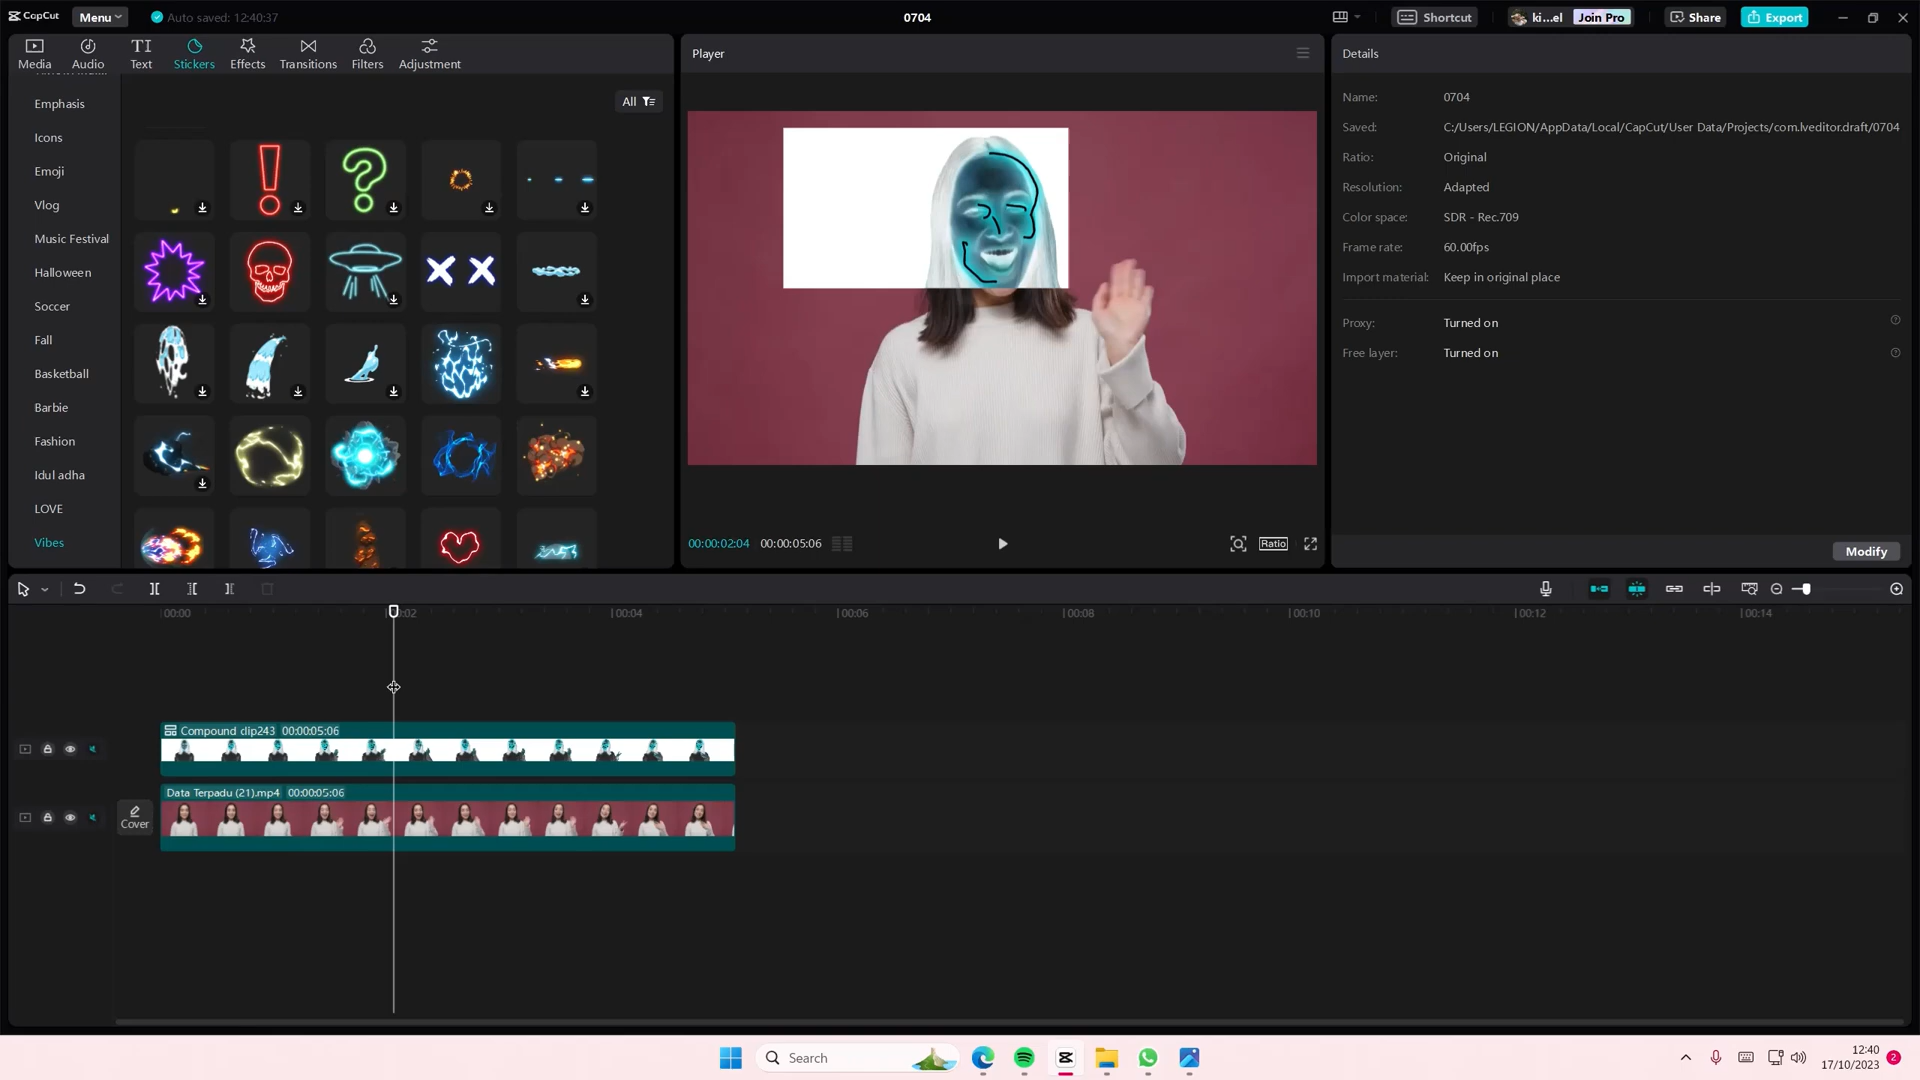 CapCut
Menu
Auto saved: 12:40:37
0704
Shortcut
ki...el
Join Pro
Share
Export
Media
Audio
TI
Text
Stickers
Effects
Transitions
Filters
Adjustment
Emphasis
Icons
Emoji
Vlog
Music Festival
Halloween
Soccer
Fall
Basketball
Barbie
Fashion
Idul adha
LOVE
Vibes
All
Player
00:00:02:04
00:00:05:06
Ratio
Details
Name: 0704
Saved: C:/Users/LEGION/AppData/Local/CapCut/User Data/Projects/com.lveditor.draft/0704
Ratio: Original
Resolution: Adapted
Color space: SDR - Rec.709
Frame rate: 60.00fps
Import material: Keep in original place
Proxy: Turned on
Free layer: Turned on
Modify
00:00
:02
00:04
00:06
00:08
00:10
00:12
00:14
Compound clip243 00:00:05:06
Data Terpadu (21).mp4 00:00:05:06
Cover
Search
12:40
17/10/2023
2